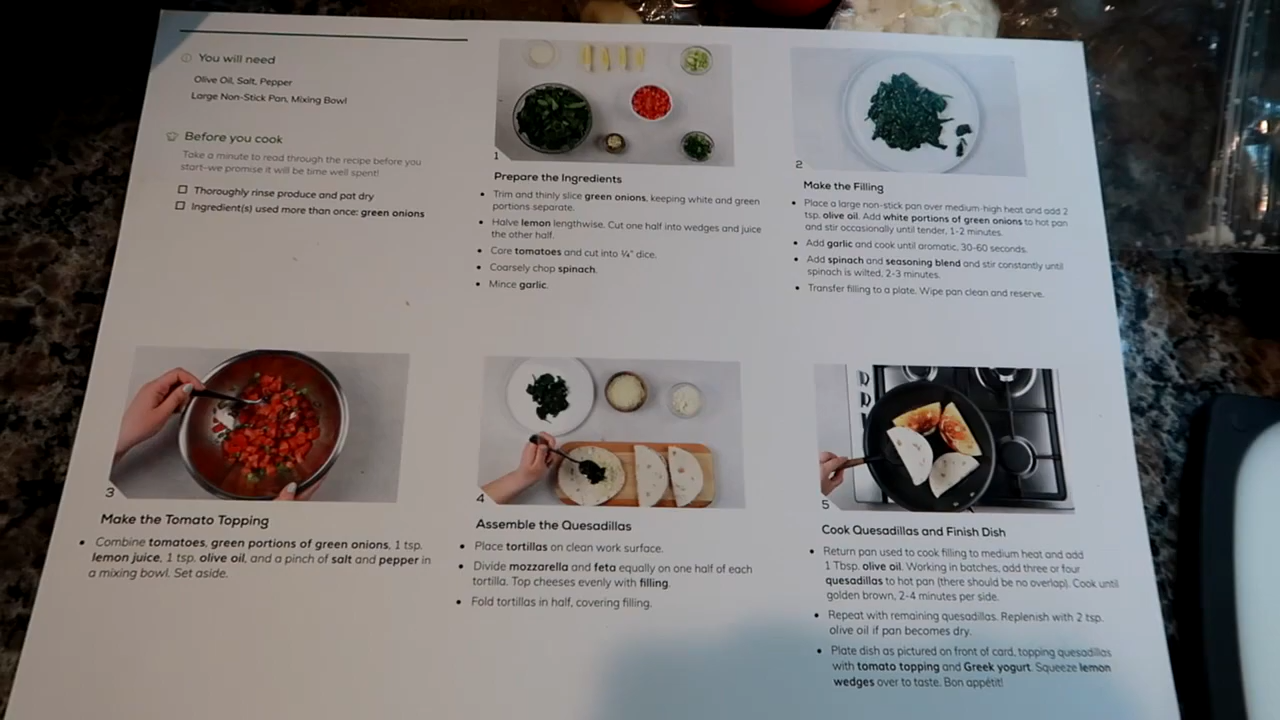 You will need
Olive Oil, Salt, Pepper
Large Non-Stick Pan, Mixing Bowl
Before you cook
Take a minute to read through the recipe before you
start–we promise it will be time well spent!
Thoroughly rinse produce and pat dry
Ingredient(s) used more than once: green onions
1
Prepare the Ingredients
• Trim and thinly slice green onions, keeping white and green
portions separate.
• Halve lemon lengthwise. Cut one half into wedges and juice
the other half.
• Core tomatoes and cut into ¼" dice.
• Coarsely chop spinach.
• Mince garlic.
2
Make the Filling
• Place a large non-stick pan over medium-high heat and add 2
tsp. olive oil. Add white portions of green onions to hot pan
and stir occasionally until tender, 1-2 minutes.
• Add garlic and cook until aromatic, 30-60 seconds.
• Add spinach and seasoning blend and stir constantly until
spinach is wilted, 2-3 minutes.
• Transfer filling to a plate. Wipe pan clean and reserve.
3
Make the Tomato Topping
• Combine tomatoes, green portions of green onions, 1 tsp.
lemon juice, 1 tsp. olive oil, and a pinch of salt and pepper in
a mixing bowl. Set aside.
4
Assemble the Quesadillas
• Place tortillas on clean work surface.
• Divide mozzarella and feta equally on one half of each
tortilla. Top cheeses evenly with filling.
• Fold tortillas in half, covering filling.
5
Cook Quesadillas and Finish Dish
• Return pan used to cook filling to medium heat and add
1 Tbsp. olive oil. Working in batches, add three or four
quesadillas to hot pan (there should be no overlap). Cook until
golden brown, 2-4 minutes per side.
• Repeat with remaining quesadillas. Replenish with 2 tsp.
olive oil if pan becomes dry.
• Plate dish as pictured on front of card, topping quesadillas
with tomato topping and Greek yogurt. Squeeze lemon
wedges over to taste. Bon appétit!